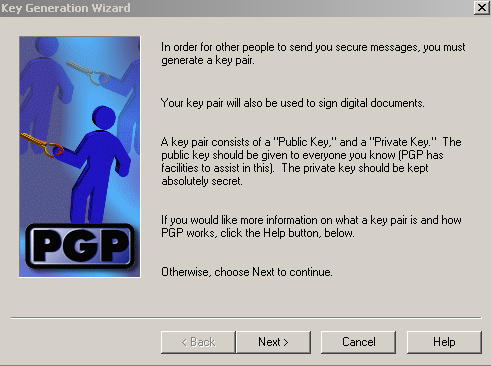 Key Generation Wizard
In order for other people to send you secure messages, you must
generate a key pair.
Your key pair will also be used to sign digital documents.
A key pair consists of a "Public Key," and a "Private Key." The
public key should be given to everyone you know (PGP has
facilities to assist in this). The private key should be kept
absolutely secret.
If you would like more information on what a key pair is and how
PGP works, click the Help button, below.
PGP
Otherwise, choose Next to continue.
< Back Next > Cancel Help